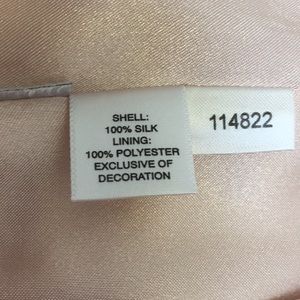 SHELL:
100% SILK
LINING:
100% POLYESTER
EXCLUSIVE OF
DECORATION
114822